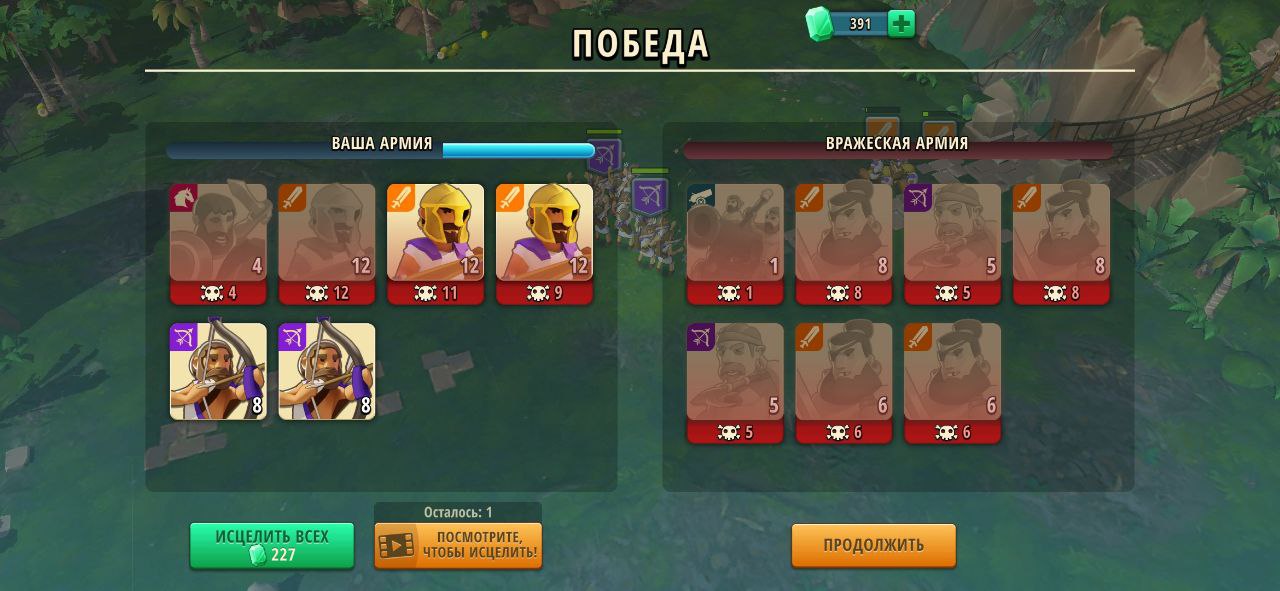 391
ПОБЕДА
ВАША АРМИЯ
4 12 12 12
4 12 11 9
8 8
ВРАЖЕСКАЯ АРМИЯ
1 8 5 8
1 8 5 8
5 6 6
5 6 6
ИСЦЕЛИТЬ ВСЕХ
227
Осталось: 1
ПОСМОТРИТЕ,
ЧТОБЫ ИСЦЕЛИТЬ!
ПРОДОЛЖИТЬ